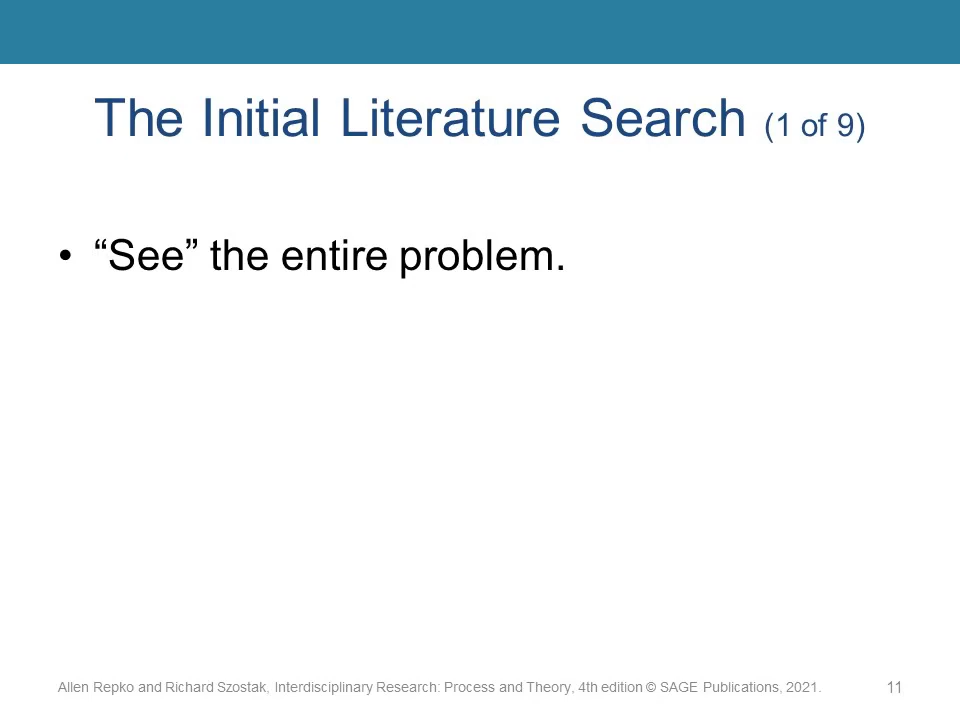 The Initial Literature Search (1 of 9)
• “See” the entire problem.
Allen Repko and Richard Szostak, Interdisciplinary Research: Process and Theory, 4th edition © SAGE Publications, 2021.
11